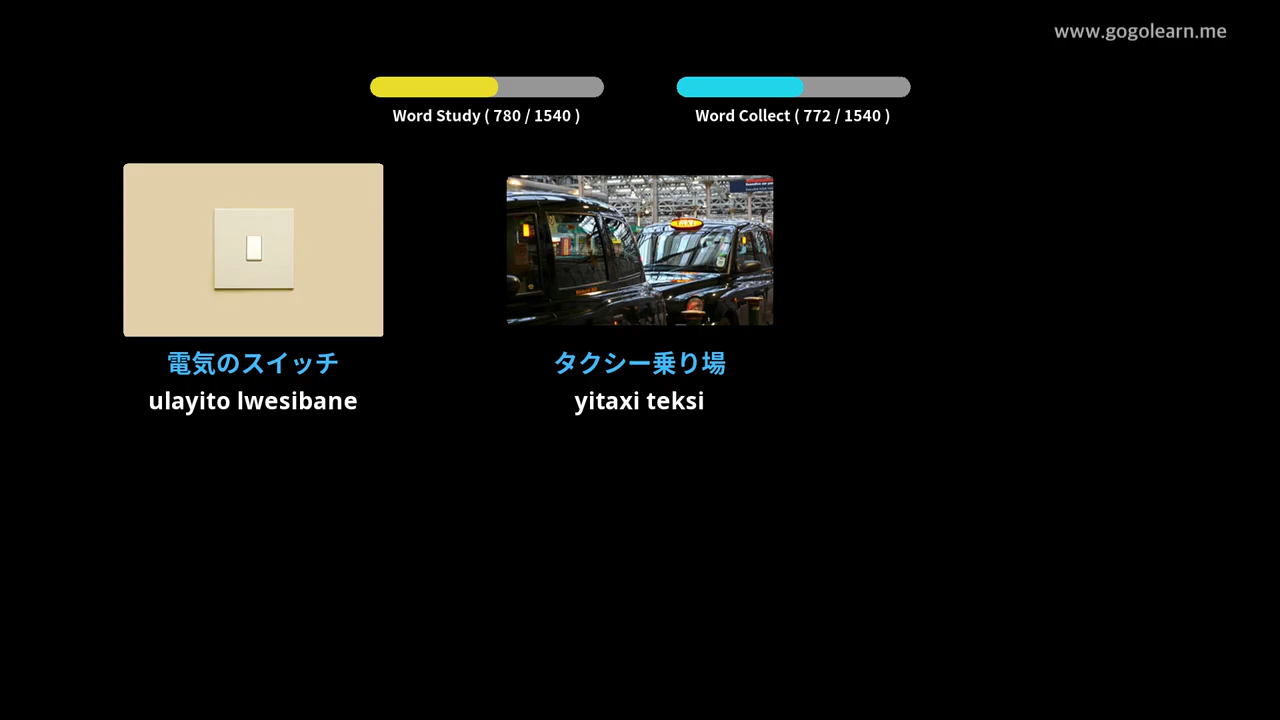 www.gogolearn.me
Word Study ( 780 / 1540 )
Word Collect ( 772 / 1540 )
TAXI
電気のスイッチ
ulayito lwesibane
タクシー乗り場
yitaxi teksi